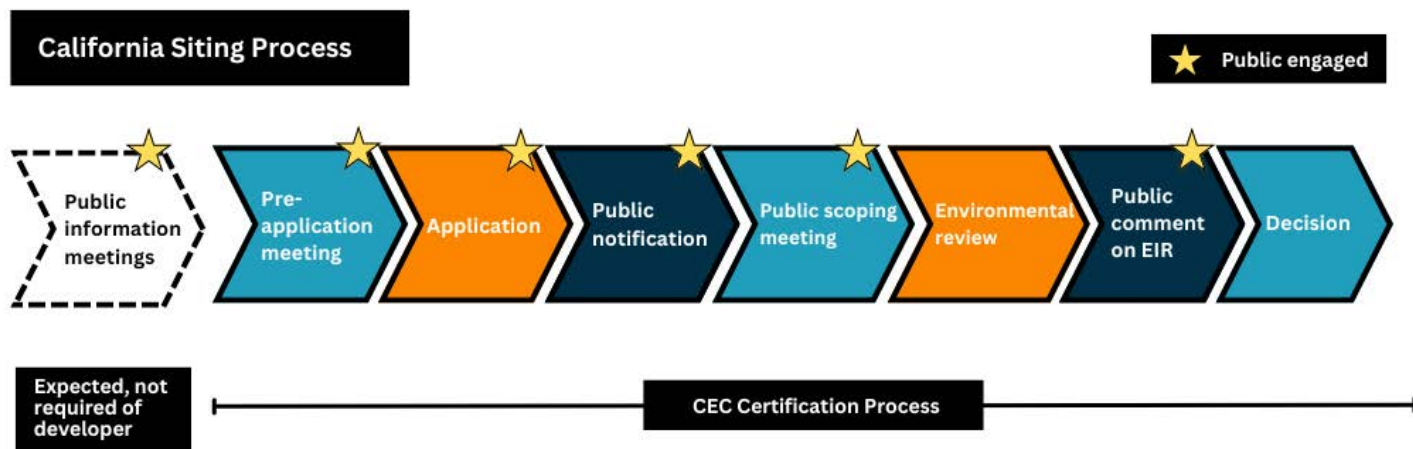 California Siting Process
Public engaged
Public
information
meetings
Pre-
application
meeting
Application
Public
notification
Public scoping
meeting
Environmental
review
Public
comment
on EIR
Decision
Expected, not
required of
developer
CEC Certification Process